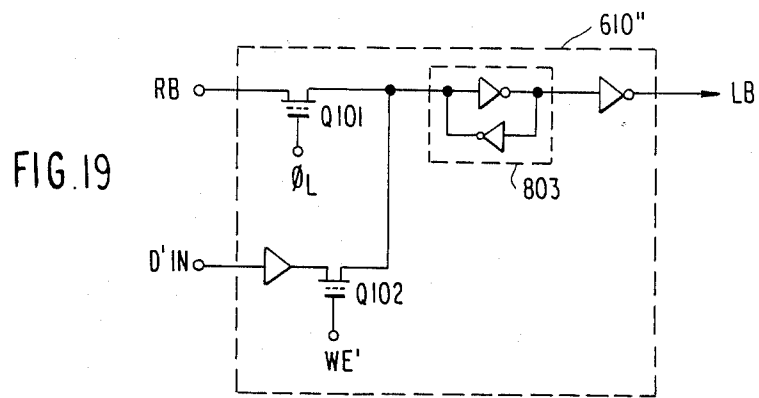 610"
RB
Q101
ØL
LB
803
FIG.19
D'IN
Q102
WE'